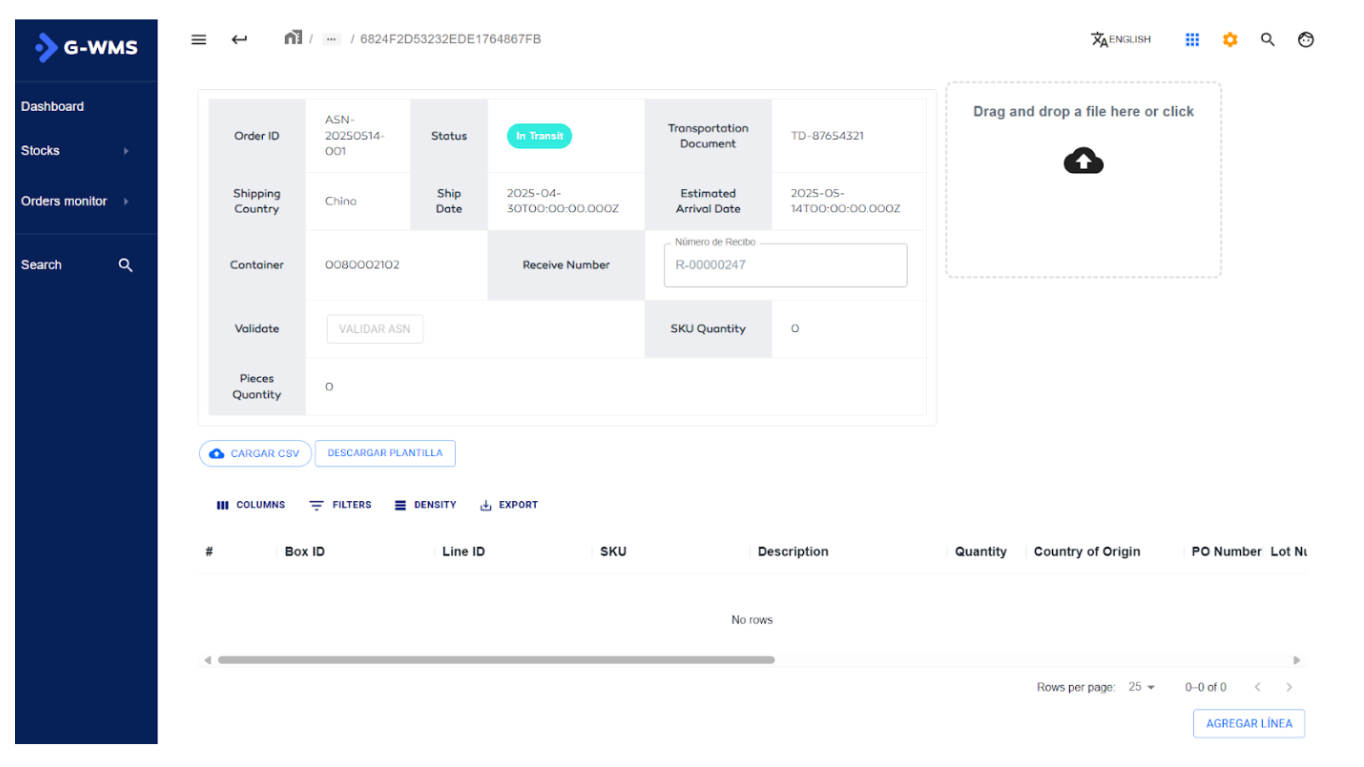 G-WMS
/ ... / 6824F2D53232EDE1764867FB
ENGLISH
Dashboard
Stocks
Orders monitor
Search
Order ID
ASN-
20250514-
001
Status
In Transit
Transportation
Document
TD-87654321
Shipping
Country
China
Ship
Date
2025-04-
30T00:00:00.000Z
Estimated
Arrival Date
2025-05-
14T00:00:00.000Z
Container
0080002102
Receive Number
Número de Recibo
R-00000247
Validate
VALIDAR ASN
SKU Quantity
0
Pieces
Quantity
0
Drag and drop a file here or click
CARGAR CSV
DESCARGAR PLANTILLA
COLUMNS
FILTERS
DENSITY
EXPORT
# Box ID Line ID SKU Description Quantity Country of Origin PO Number Lot Nu
No rows
Rows per page: 25 0–0 of 0
AGREGAR LÍNEA